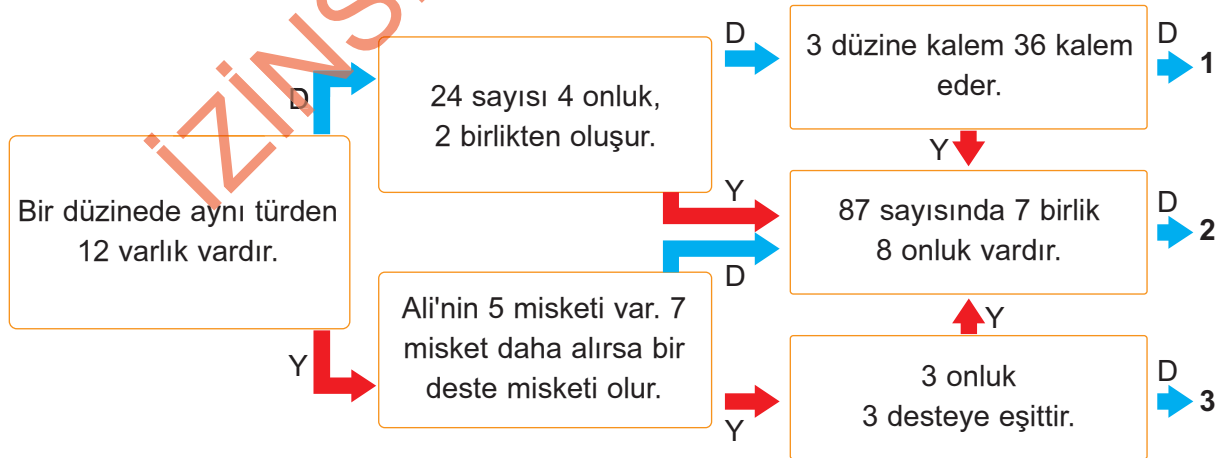 Bir düzinede aynı türden
12 varlık vardır.
D
Y
24 sayısı 4 onluk,
2 birlikten oluşur.
D
Y
Ali'nin 5 misketi var. 7
misket daha alırsa bir
deste misketi olur.
D
Y
3 düzine kalem 36 kalem
eder.
D
1
Y
87 sayısında 7 birlik
8 onluk vardır.
D
2
Y
3 onluk
3 desteye eşittir.
D
3
İZİNS